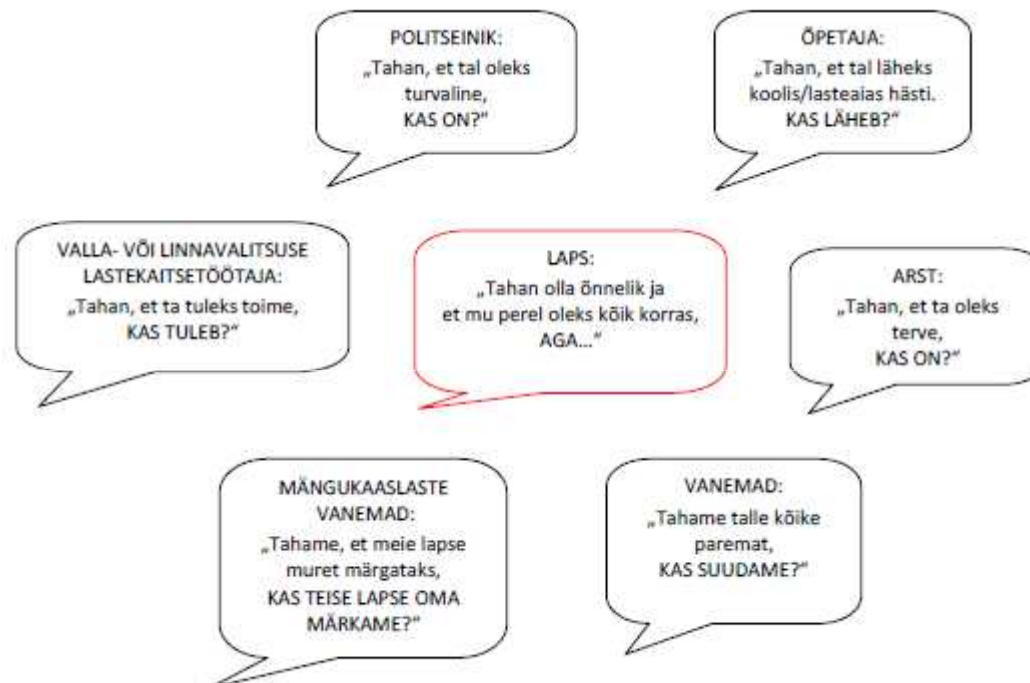 POLITSEINIK:
„Tahan, et tal oleks
turvaline,
KAS ON?“
ÕPETAJA:
„Tahan, et tal läheks
koolis/lasteaias hästi.
KAS LÄHEB?“
VALLA- VÕI LINNAVALITSUSE
LASTEKAITSETÖÖTAJA:
„Tahan, et ta tuleks toime,
KAS TULEB?“
LAPS:
„Tahan olla õnnelik ja
et mu perel oleks kõik korras,
AGA...“
ARST:
„Tahan, et ta oleks
terve,
KAS ON?“
MÄNGUKAASLASTE
VANEMAD:
„Tahame, et meie lapse
muret märgataks,
KAS TEISE LAPSE OMA
MÄRKAME?“
VANEMAD:
„Tahame talle kõike
paremat,
KAS SUUDAME?“